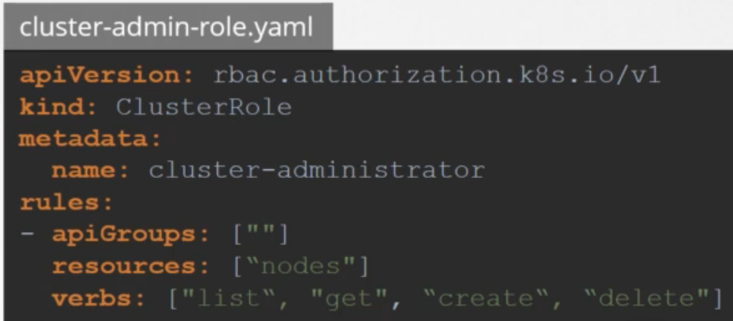 cluster-admin-role.yaml
apiVersion: rbac.authorization.k8s.io/v1
kind: ClusterRole
metadata:
  name: cluster-administrator
rules:
- apiGroups: [""]
  resources: [“nodes"]
  verbs: ["list“, "get", “create“, “delete"]